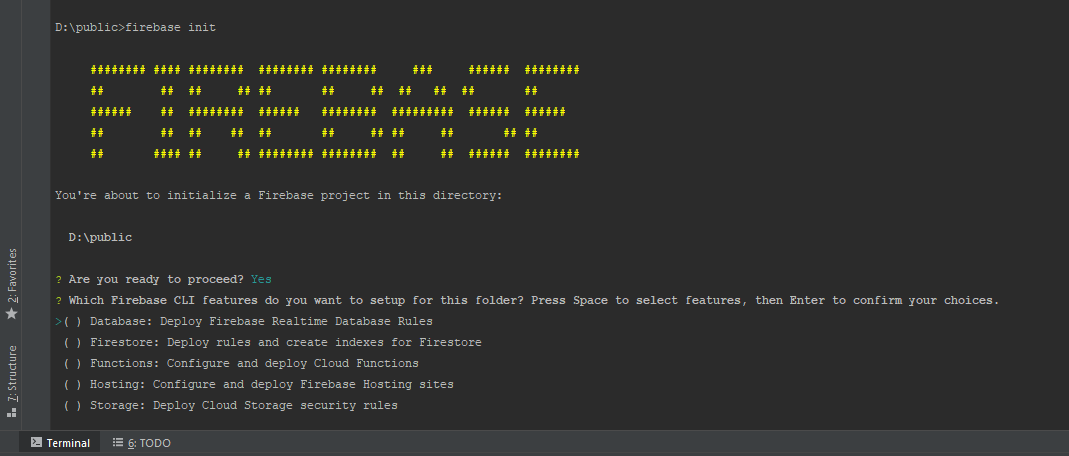 D:\public>firebase init
######## #### ########  ######## ########     ###     ######  ########
##        ##  ##     ## ##       ##     ##  ##   ##  ##       ##
######    ##  ########  ######   ########  #########  ######  ######
##        ##  ##    ##  ##       ##     ## ##     ##       ## ##
##       #### ##     ## ######## ########  ##     ##  ######  ########
You're about to initialize a Firebase project in this directory:
D:\public
? Are you ready to proceed? Yes
? Which Firebase CLI features do you want to setup for this folder? Press Space to select features, then Enter to confirm your choices.
>( ) Database: Deploy Firebase Realtime Database Rules
( ) Firestore: Deploy rules and create indexes for Firestore
( ) Functions: Configure and deploy Cloud Functions
( ) Hosting: Configure and deploy Firebase Hosting sites
( ) Storage: Deploy Cloud Storage security rules
2: Favorites
7: Structure
Terminal
6: TODO